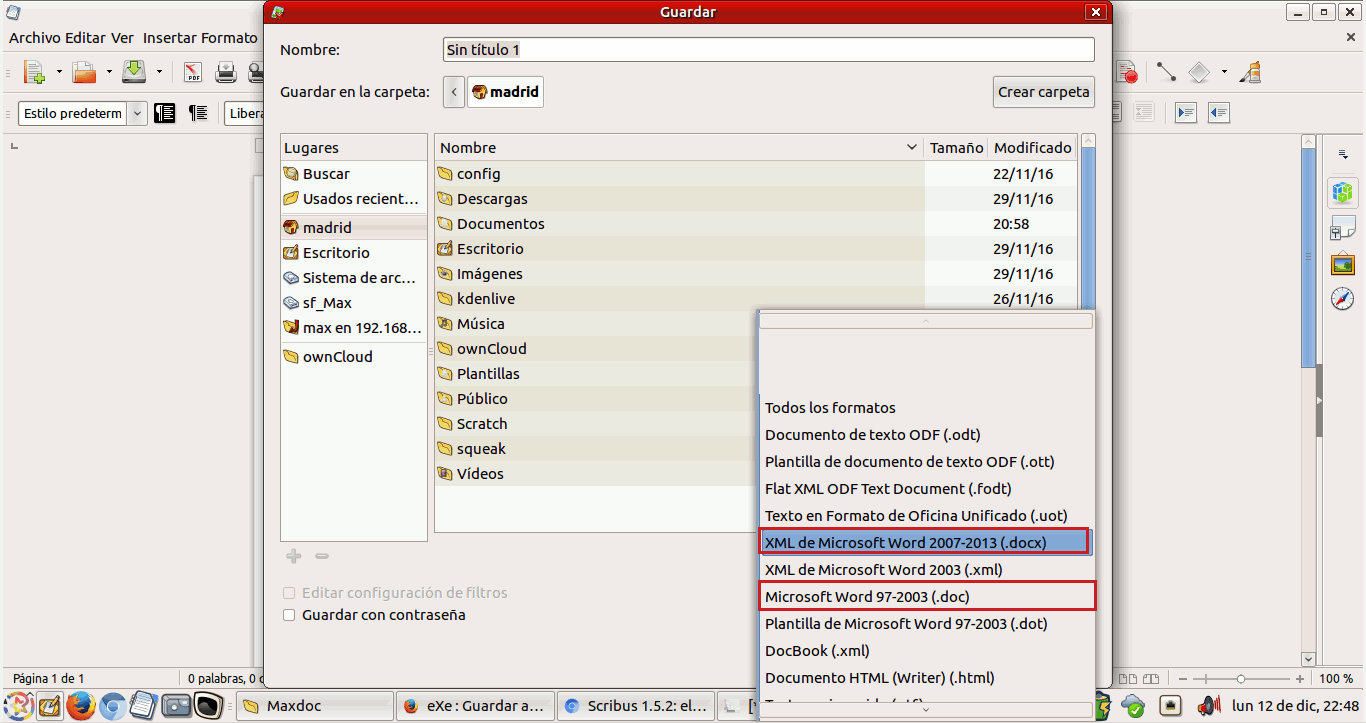 Guardar
Archivo Editar Ver Insertar Formato
Nombre:
Sin título 1
Guardar en la carpeta:
madrid
Crear carpeta
PDF
Estilo predeterm
Libera
Lugares
Buscar
Usados recient...
madrid
Escritorio
Sistema de arc...
sf_Max
max en 192.168...
ownCloud
Nombre Tamaño Modificado
config 22/11/16
Descargas 29/11/16
Documentos 20:58
Escritorio 29/11/16
Imágenes 29/11/16
kdenlive 26/11/16
Música
ownCloud
Plantillas
Público
Scratch
squeak
Vídeos
Todos los formatos
Documento de texto ODF (.odt)
Plantilla de documento de texto ODF (.ott)
Flat XML ODF Text Document (.fodt)
Texto en Formato de Oficina Unificado (.uot)
XML de Microsoft Word 2007-2013 (.docx)
XML de Microsoft Word 2003 (.xml)
Microsoft Word 97-2003 (.doc)
Plantilla de Microsoft Word 97-2003 (.dot)
DocBook (.xml)
Documento HTML (Writer) (.html)
Editar configuración de filtros
Guardar con contraseña
Página 1 de 1
0 palabras, 0 c
100 %
Maxdoc
eXe : Guardar a...
Scribus 1.5.2: el...
lun 12 de dic, 22:48